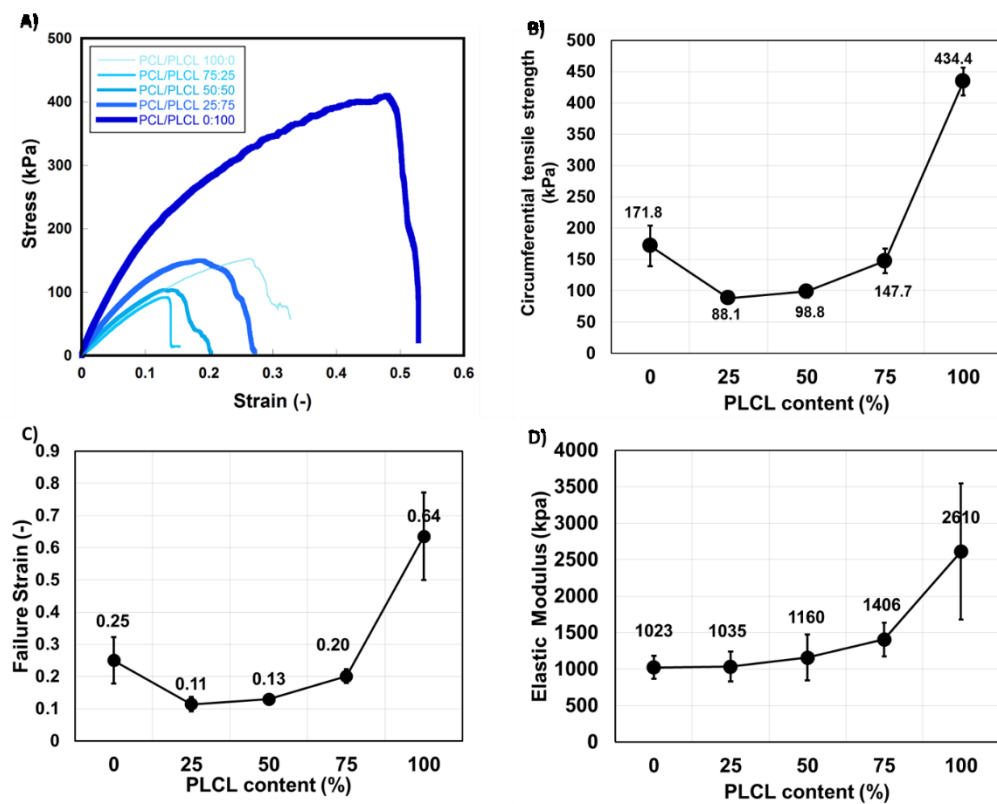 A)
500
400
300
200
100
0
Stress (kPa)
PCL/PLCL 100:0
PCL/PLCL 75:25
PCL/PLCL 50:50
PCL/PLCL 25:75
PCL/PLCL 0:100
0 0.1 0.2 0.3 0.4 0.5 0.6
Strain (-)
B)
Circumferential tensile strength
(kPa)
500
450
400
350
300
250
200
150
100
50
0
171.8
88.1
98.8
147.7
434.4
0 25 50 75 100
PLCL content (%)
C)
Failure Strain (-)
0.9
0.8
0.7
0.6
0.5
0.4
0.3
0.2
0.1
0
0.25
0.11
0.13
0.20
0.64
0 25 50 75 100
PLCL content (%)
D)
Elastic Modulus (kpa)
4000
3500
3000
2500
2000
1500
1000
500
0
1023
1035
1160
1406
2610
0 25 50 75 100
PLCL content (%)